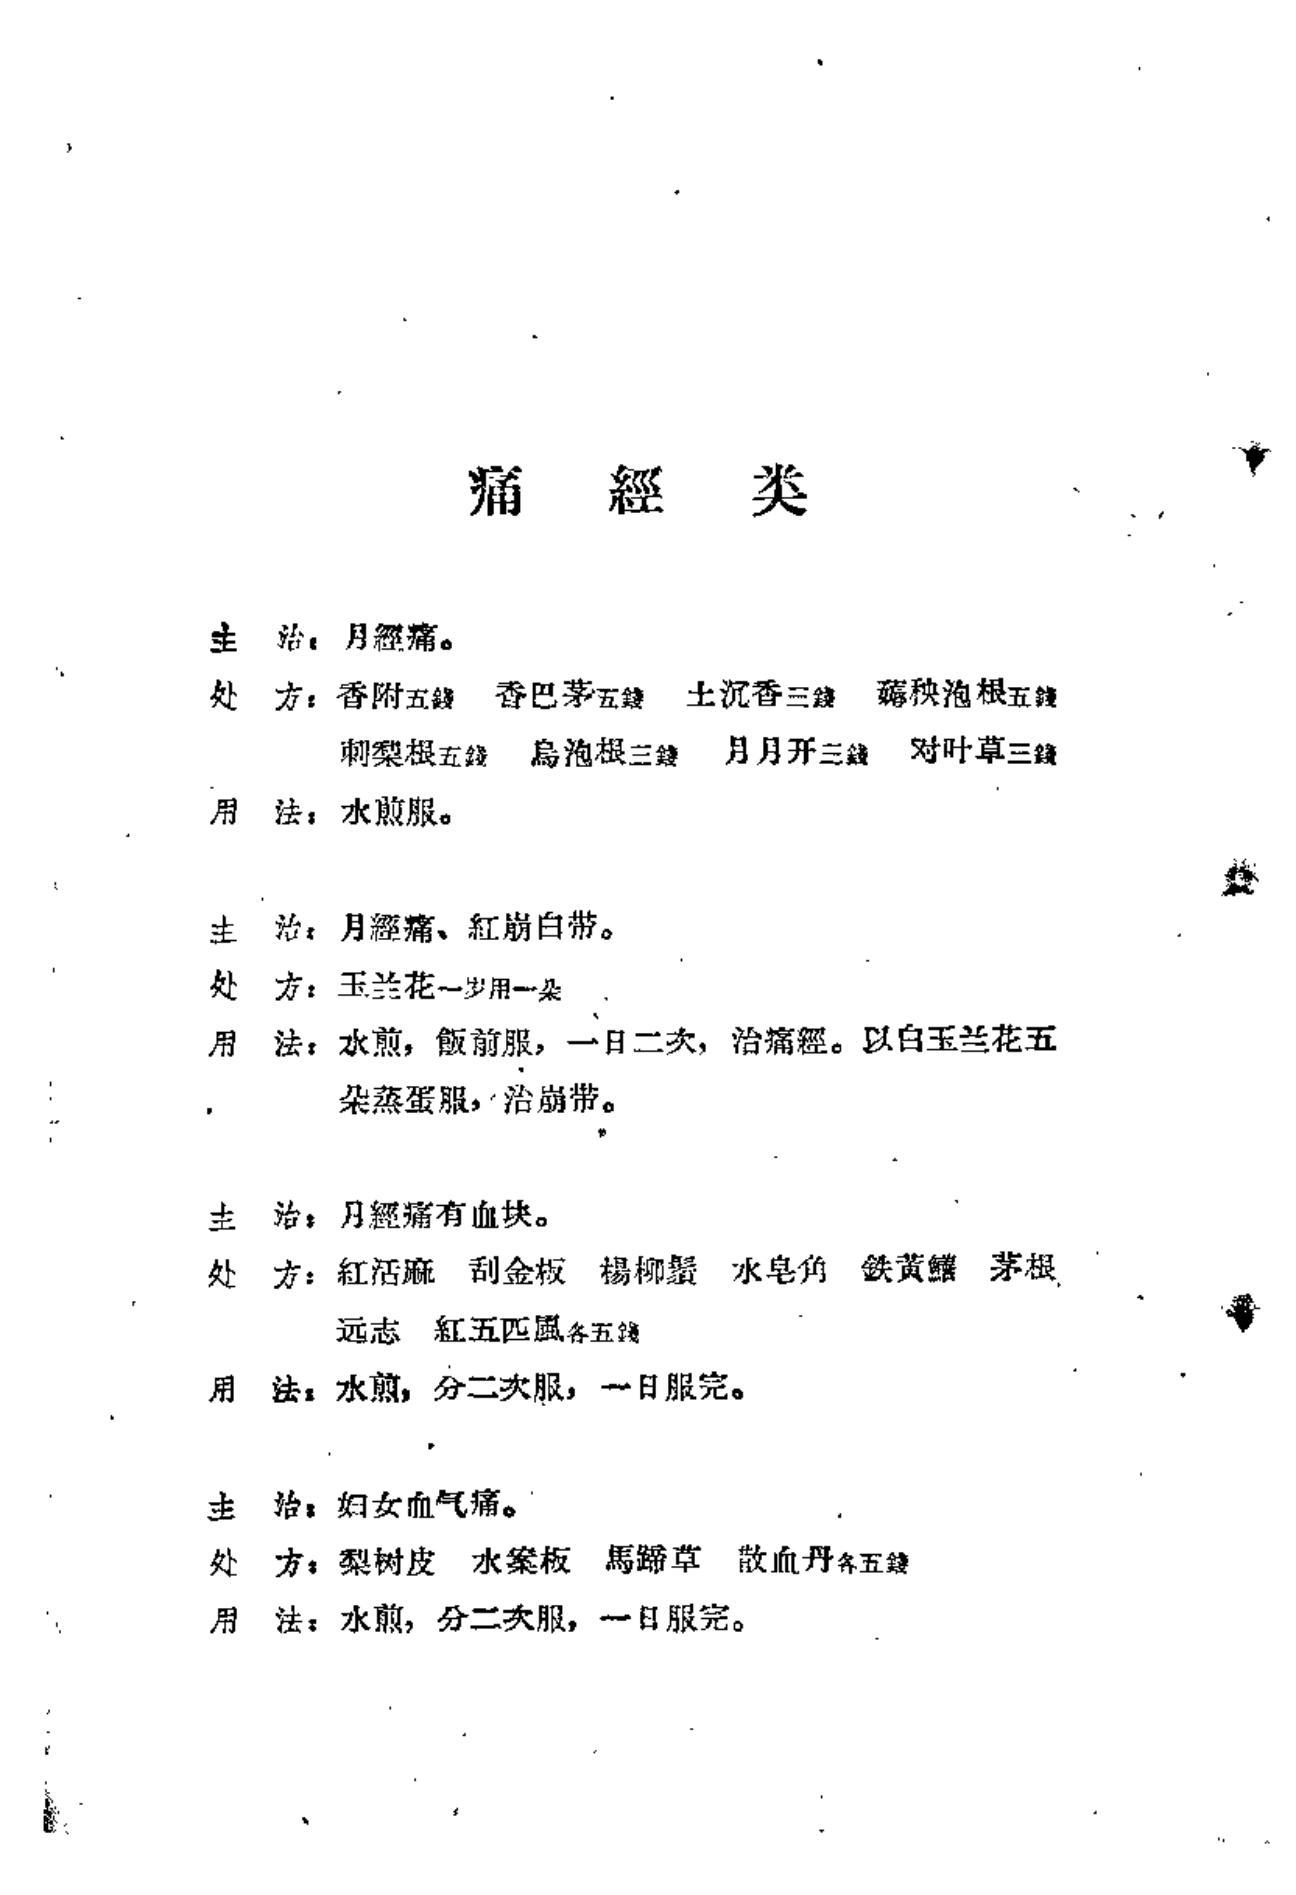 痛經类
主治：月經痛。
处方：香附五錢 香巴茅五錢 土沉香三錢 薅秧泡根五錢
刺梨根五錢 烏泡根三錢 月月开三錢 对叶草三錢
用法：水煎服。
主治：月經痛、紅崩白带。
处方：玉兰花一岁用一朵
用法：水煎，飯前服，一日二次，治痛經。以白玉兰花五
朵蒸蛋服，治崩带。
主治：月經痛有血块。
处方：紅活麻 刮金板 楊柳鬚 水皂角 鉄黃鱔 茅根
远志 紅五匹風各五錢
用法：水煎，分二次服，一日服完。
主治：妇女血气痛。
处方：梨树皮 水案板 馬蹄草 散血丹各五錢
用法：水煎，分二次服，一日服完。